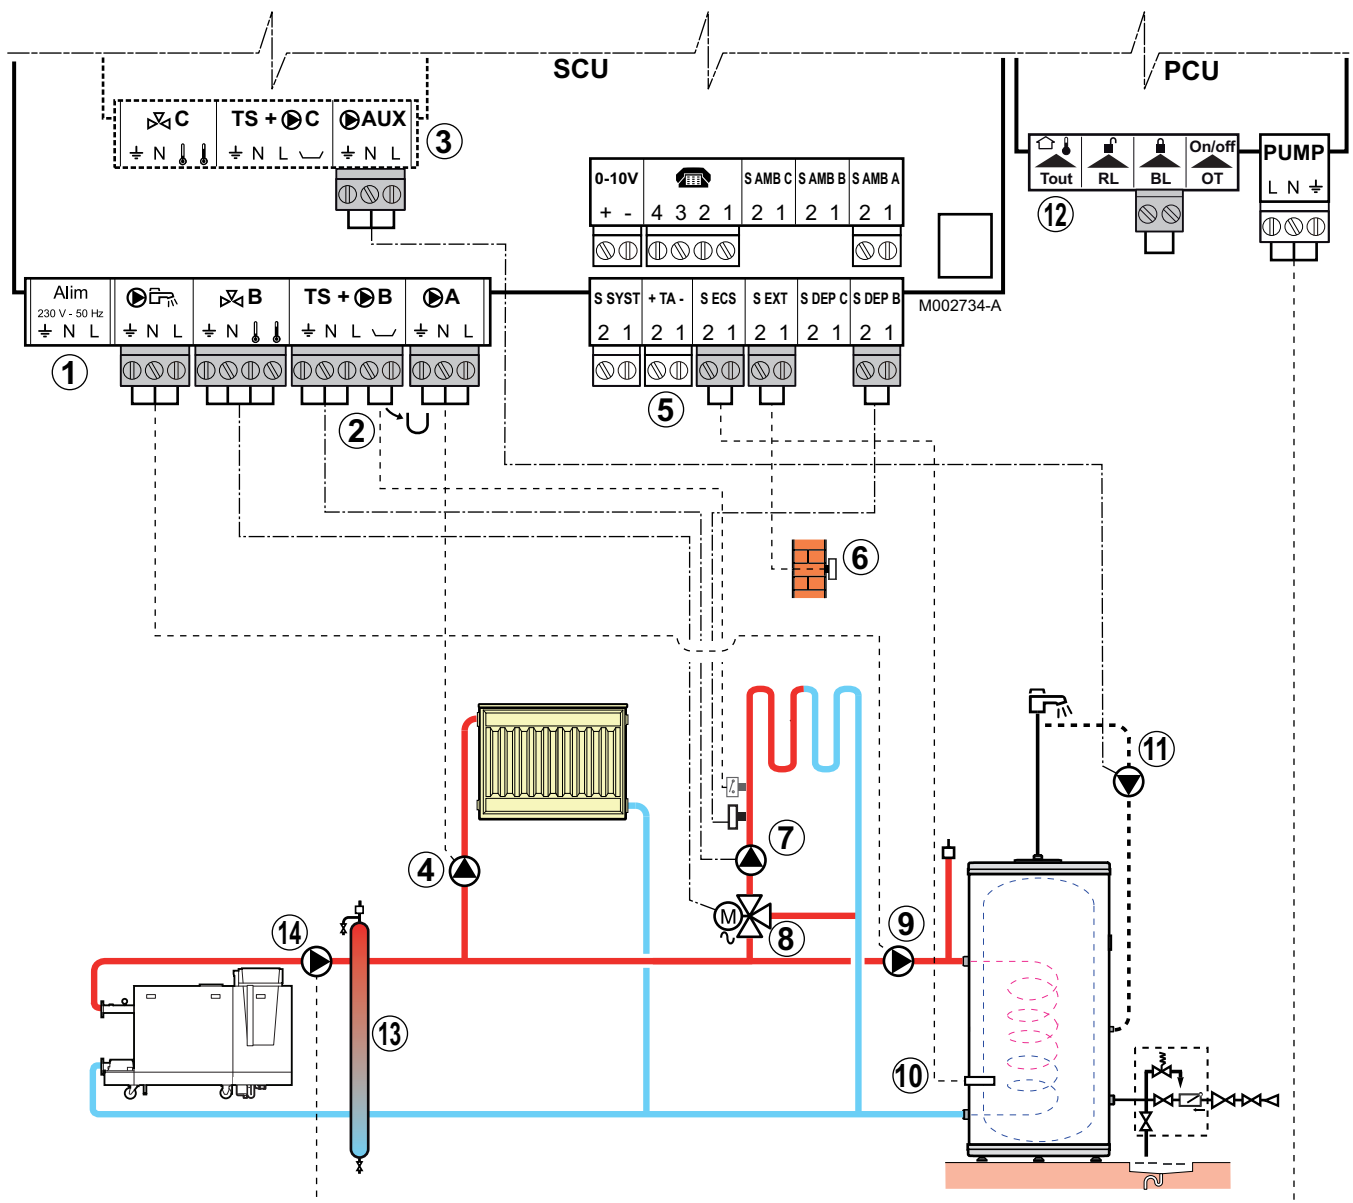 SCU
PCU
C
TS + C
AUX
N
N L
N L
3
0-10V
S AMB C
S AMB B
S AMB A
+ -
4 3 2 1
2 1
2 1
2 1
On/off
Tout
RL
BL
OT
PUMP
L N
12
Alim
230 V - 50 Hz
N L
N L
B
N
TS + B
N L
A
N L
S SYST
+ TA -
S ECS
S EXT
S DEP C
S DEP B
2 1
2 1
2 1
2 1
2 1
2 1
M002734-A
1
2
5
6
11
7
4
M
8
9
14
13
10